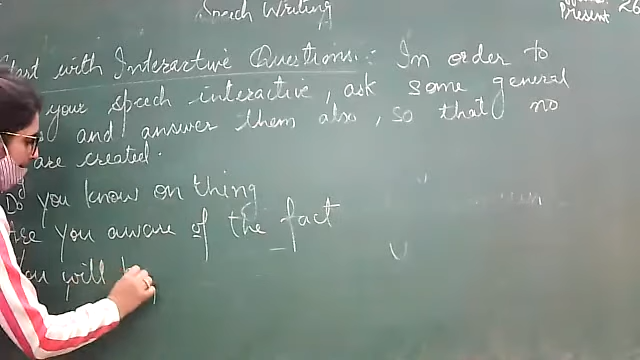 Speech Writing
Present 26
Start with Interactive Questions :- In order to
your speech interactive, ask some general
and answer them also, so that no
are created.
Do you know on thing
Are you aware of the fact
You will